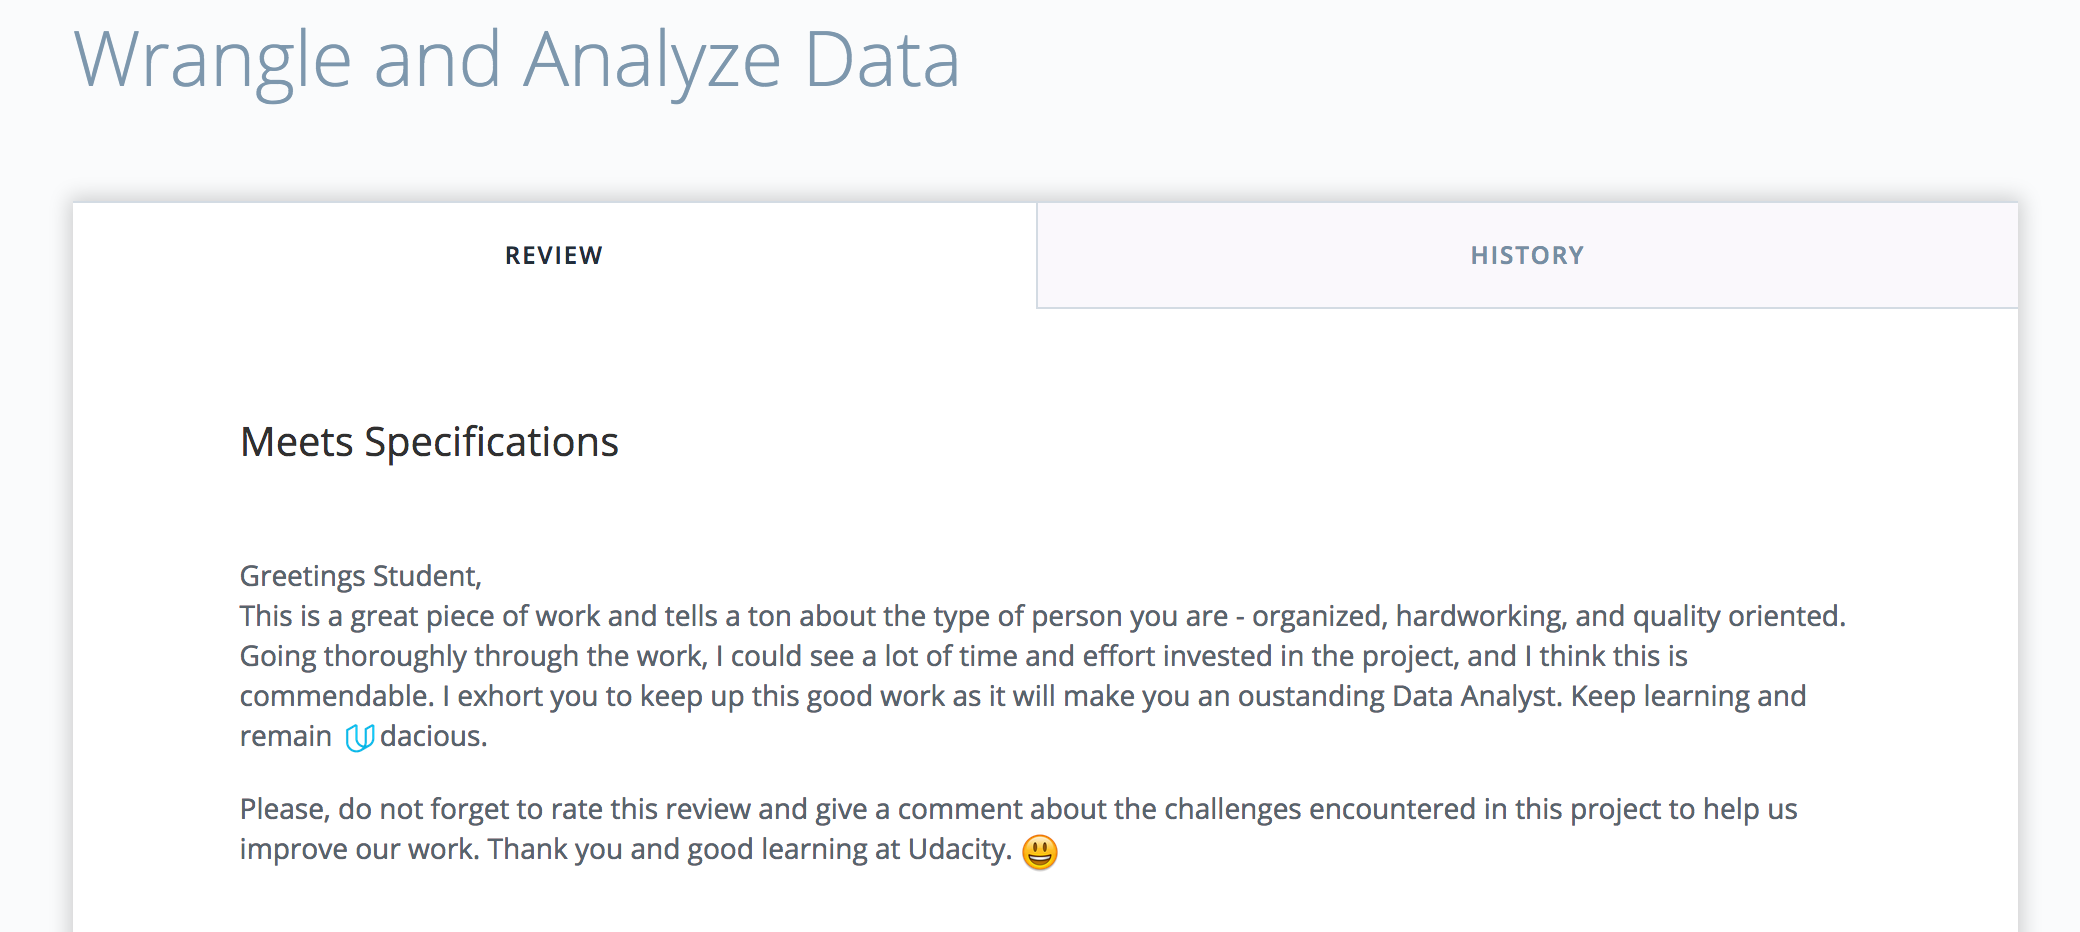 Wrangle and Analyze Data
REVIEW
HISTORY
Meets Specifications
Greetings Student,
This is a great piece of work and tells a ton about the type of person you are - organized, hardworking, and quality oriented.
Going thoroughly through the work, I could see a lot of time and effort invested in the project, and I think this is
commendable. I exhort you to keep up this good work as it will make you an oustanding Data Analyst. Keep learning and
remain Udacious.
Please, do not forget to rate this review and give a comment about the challenges encountered in this project to help us
improve our work. Thank you and good learning at Udacity. 😃